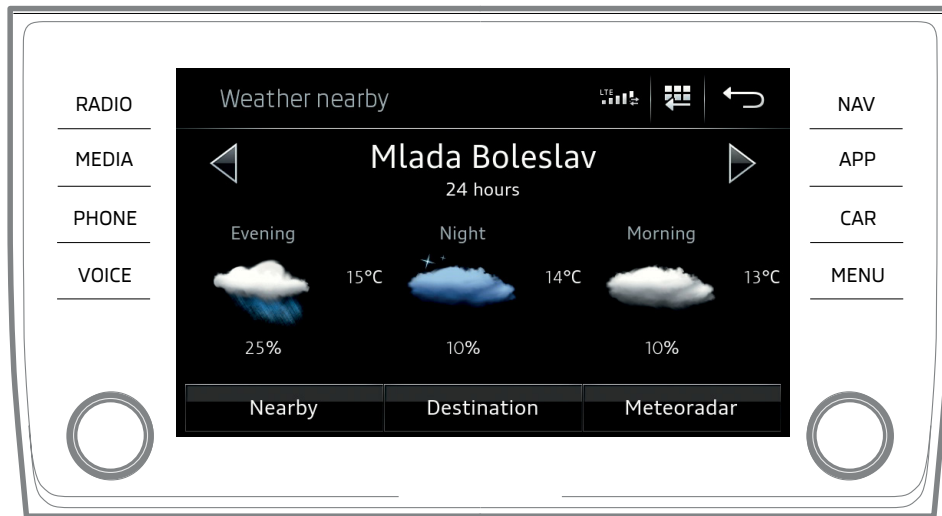 RADIO
MEDIA
PHONE
VOICE
Weather nearby
LTE
Mlada Boleslav
24 hours
Evening
Night
Morning
15°C
14°C
13°C
25%
10%
10%
Nearby
Destination
Meteoradar
NAV
APP
CAR
MENU